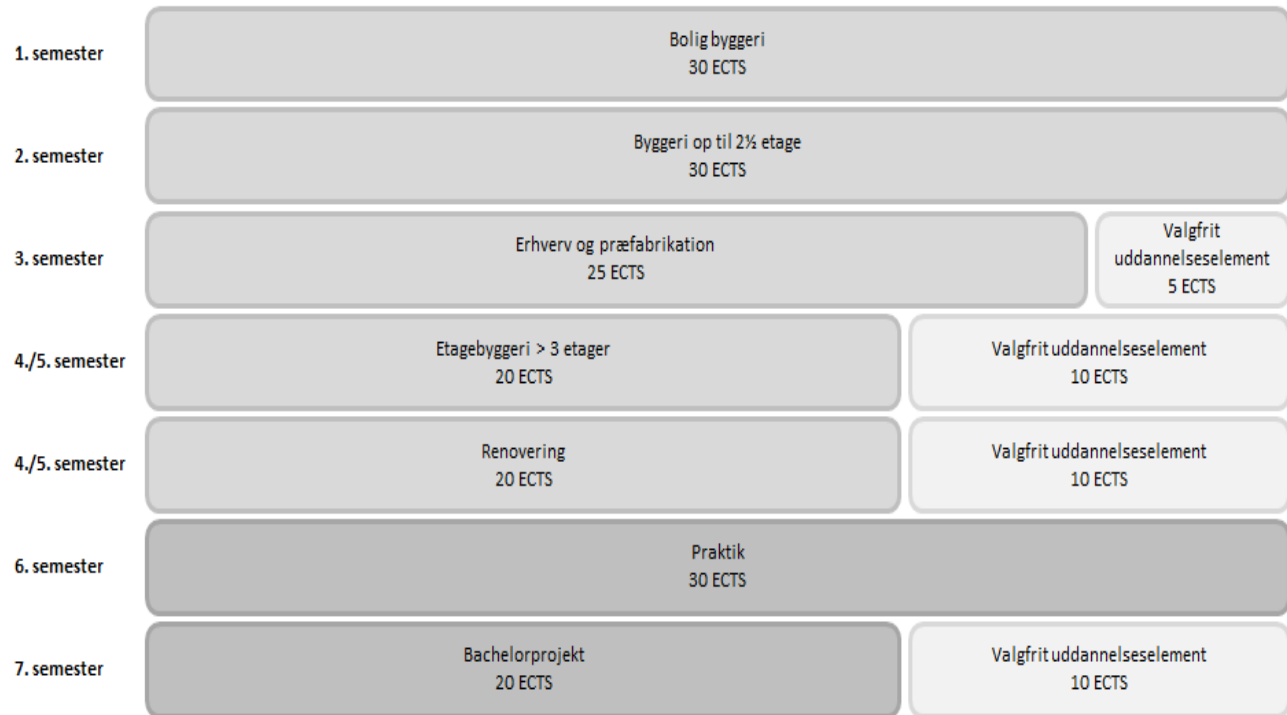 1. semester
Bolig byggeri
30 ECTS
2. semester
Byggeri op til 2½ etage
30 ECTS
3. semester
Erhverv og præfabrikation
25 ECTS
Valgfrit
uddannelseselement
5 ECTS
4./5. semester
Etagebyggeri > 3 etager
20 ECTS
Valgfrit uddannelseselement
10 ECTS
4./5. semester
Renovering
20 ECTS
Valgfrit uddannelseselement
10 ECTS
6. semester
Praktik
30 ECTS
7. semester
Bachelorprojekt
20 ECTS
Valgfrit uddannelseselement
10 ECTS